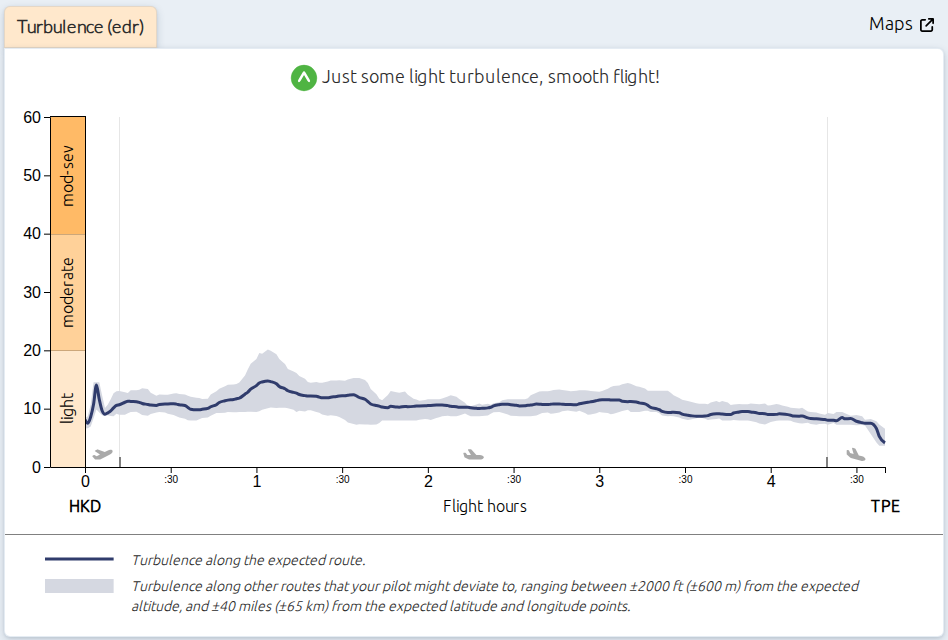 Turbulence (edr)
Maps
Just some light turbulence, smooth flight!
60
50
40
30
20
10
0
mod-sev
moderate
light
0 :30 1 :30 2 :30 3 :30 4 :30
HKD Flight hours TPE
Turbulence along the expected route.
Turbulence along other routes that your pilot might deviate to, ranging between ±2000 ft (±600 m) from the expected
altitude, and ±40 miles (±65 km) from the expected latitude and longitude points.